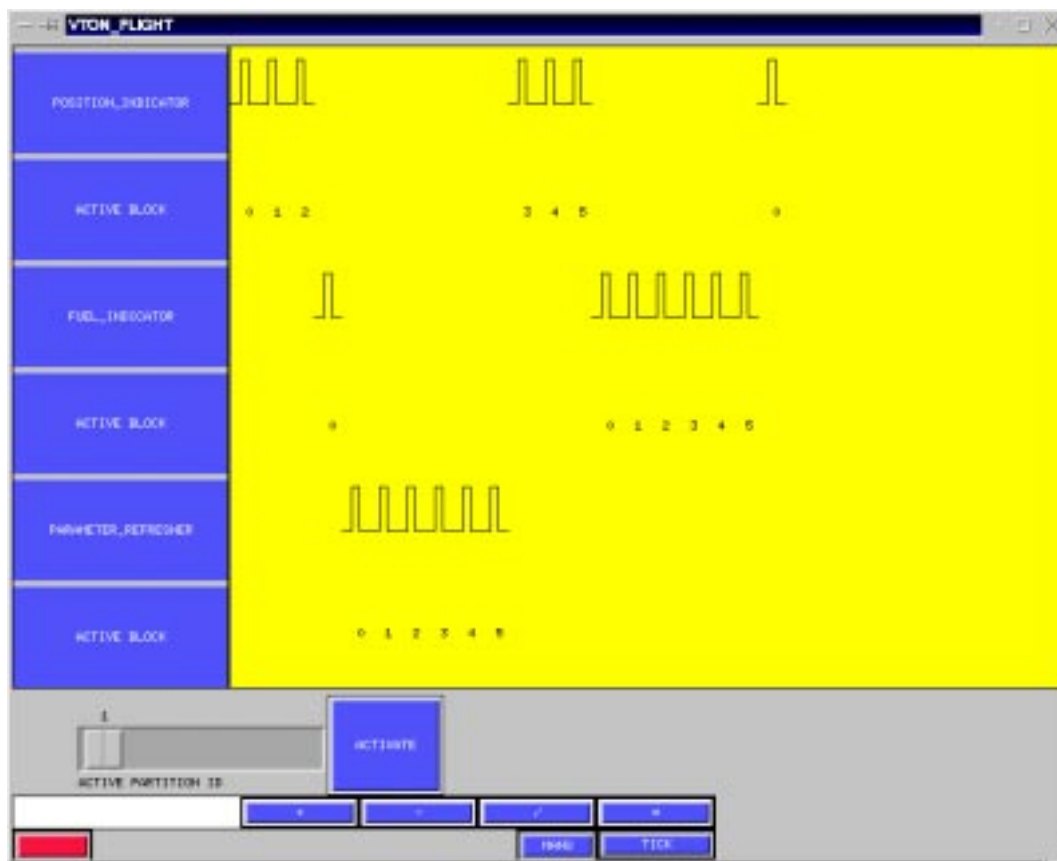 VTON_FLIGHT
POSITION_INDICATOR
ACTIVE BLOCK
0 1 2 3 4 5 0
FUEL_INDICATOR
ACTIVE BLOCK
0 0 1 2 3 4 5
PARAMETER_REFRESHER
ACTIVE BLOCK
0 1 2 3 4 5
1
ACTIVATE
ACTIVE PARTITION ID
+ - /
TICK